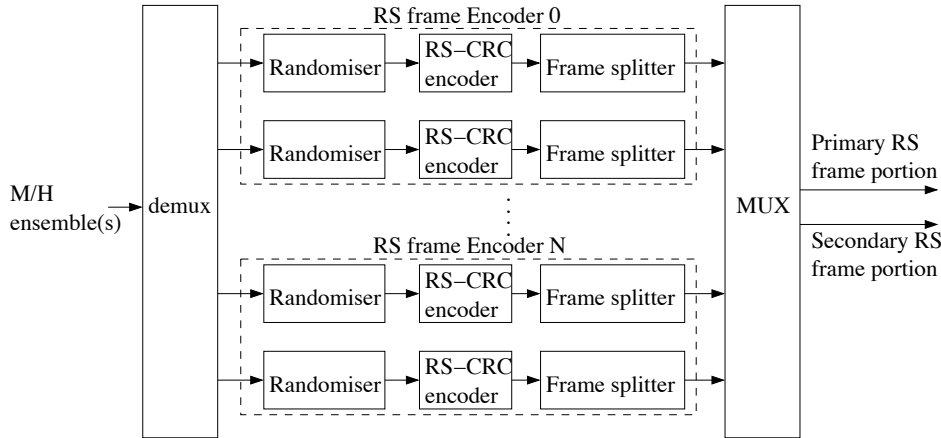 RS frame Encoder 0
Randomiser
RS−CRC
encoder
Frame splitter
Randomiser
RS−CRC
encoder
Frame splitter
M/H
ensemble(s)
demux
MUX
Primary RS
frame portion
Secondary RS
frame portion
RS frame Encoder N
Randomiser
RS−CRC
encoder
Frame splitter
Randomiser
RS−CRC
encoder
Frame splitter